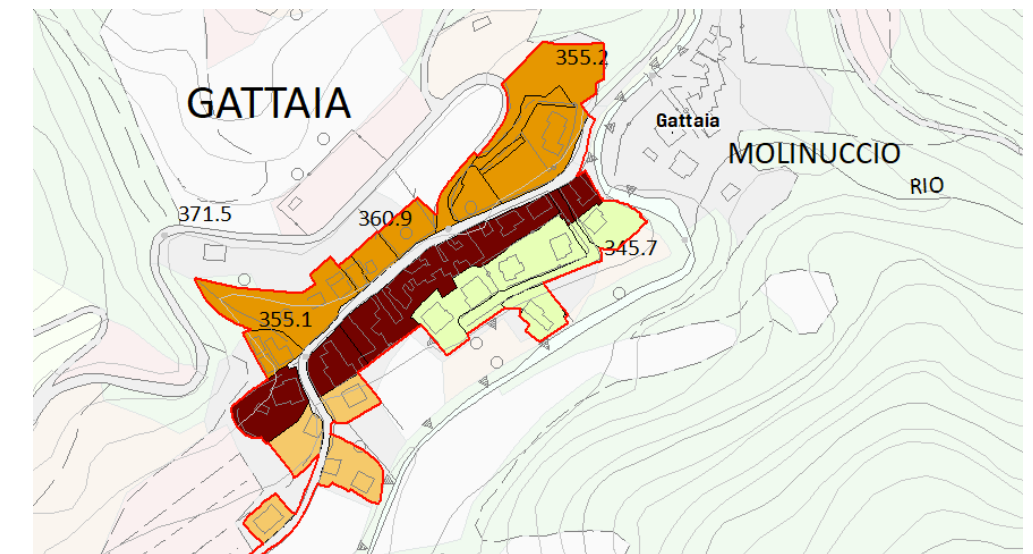 355.2
GATTAIA
Gattaia
MOLINUCCIO
RIO
371.5
360.9
345.7
355.1